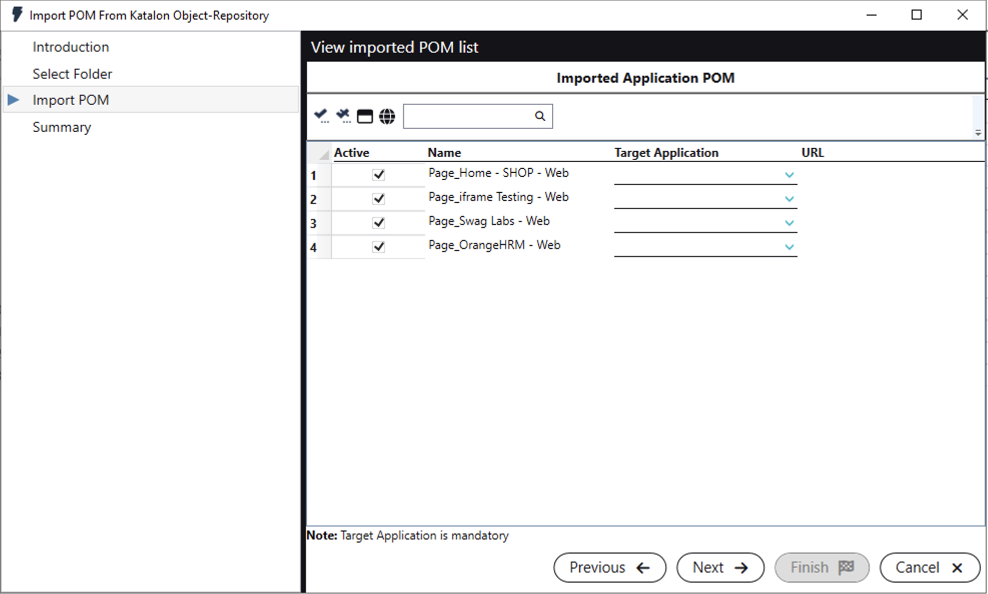 Import POM From Katalon Object-Repository
Introduction
Select Folder
Import POM
Summary
View imported POM list
Imported Application POM
Active Name Target Application URL
1 Page_Home - SHOP - Web
2 Page_iframe Testing - Web
3 Page_Swag Labs - Web
4 Page_OrangeHRM - Web
Note: Target Application is mandatory
Previous Next Finish Cancel